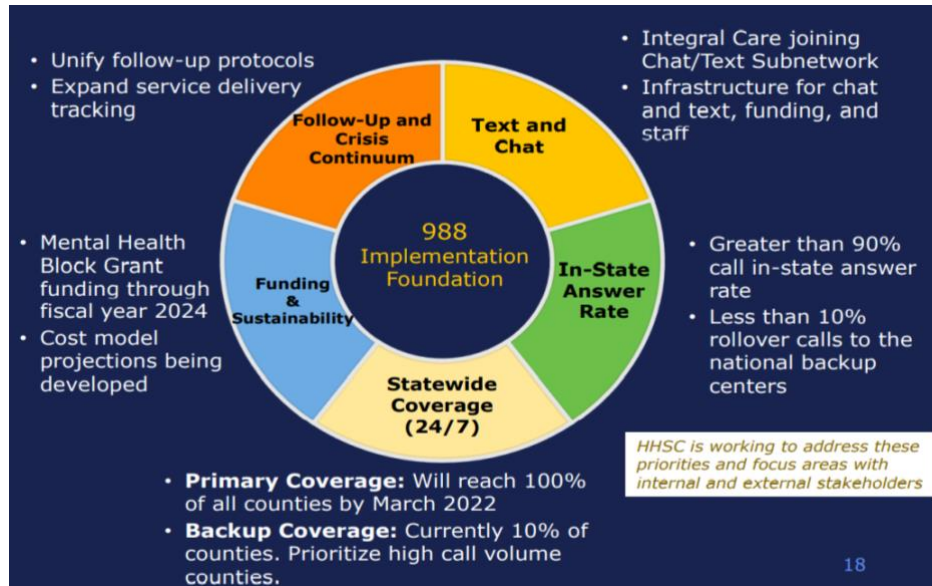 • Unify follow-up protocols
• Expand service delivery
tracking
Follow-Up and
Crisis
Continuum
Text and
Chat
• Integral Care joining
Chat/Text Subnetwork
• Infrastructure for chat
and text, funding, and
staff
• Mental Health
Block Grant
funding through
fiscal year 2024
• Cost model
projections being
developed
Funding
&
Sustainability
988
Implementation
Foundation
In-State
Answer
Rate
• Greater than 90%
call in-state answer
rate
• Less than 10%
rollover calls to the
national backup
centers
Statewide
Coverage
(24/7)
HHSC is working to address these
priorities and focus areas with
internal and external stakeholders
• Primary Coverage: Will reach 100%
of all counties by March 2022
• Backup Coverage: Currently 10% of
counties. Prioritize high call volume
counties.
18